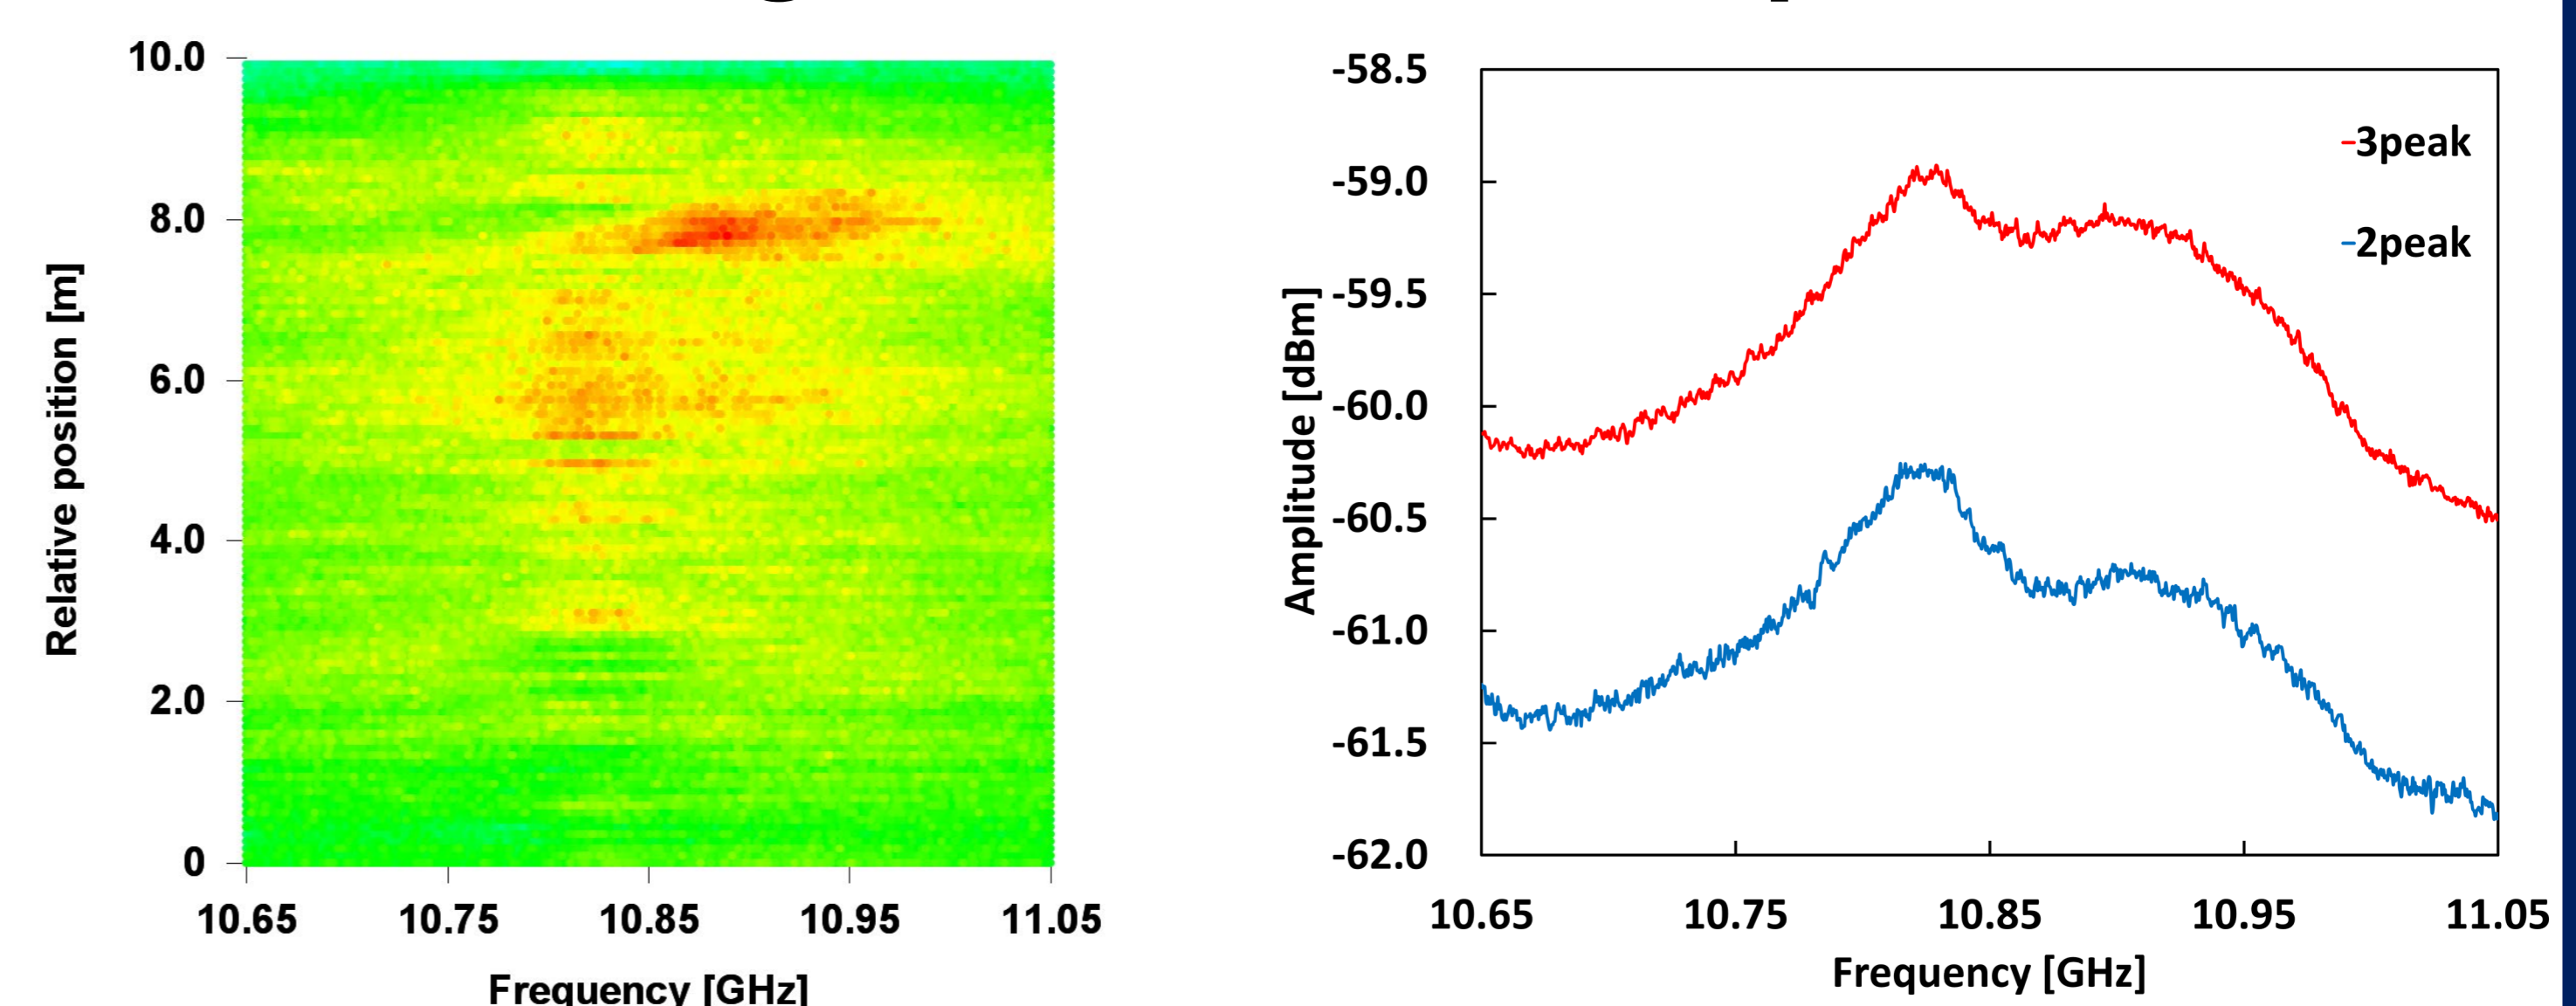 10.0
8.0
6.0
4.0
2.0
0
Relative position [m]
10.65 10.75 10.85 10.95 11.05
Frequency [GHz]
-58.5
-59.0
-59.5
-60.0
-60.5
-61.0
-61.5
-62.0
Amplitude [dBm]
3peak
2peak
10.65 10.75 10.85 10.95 11.05
Frequency [GHz]